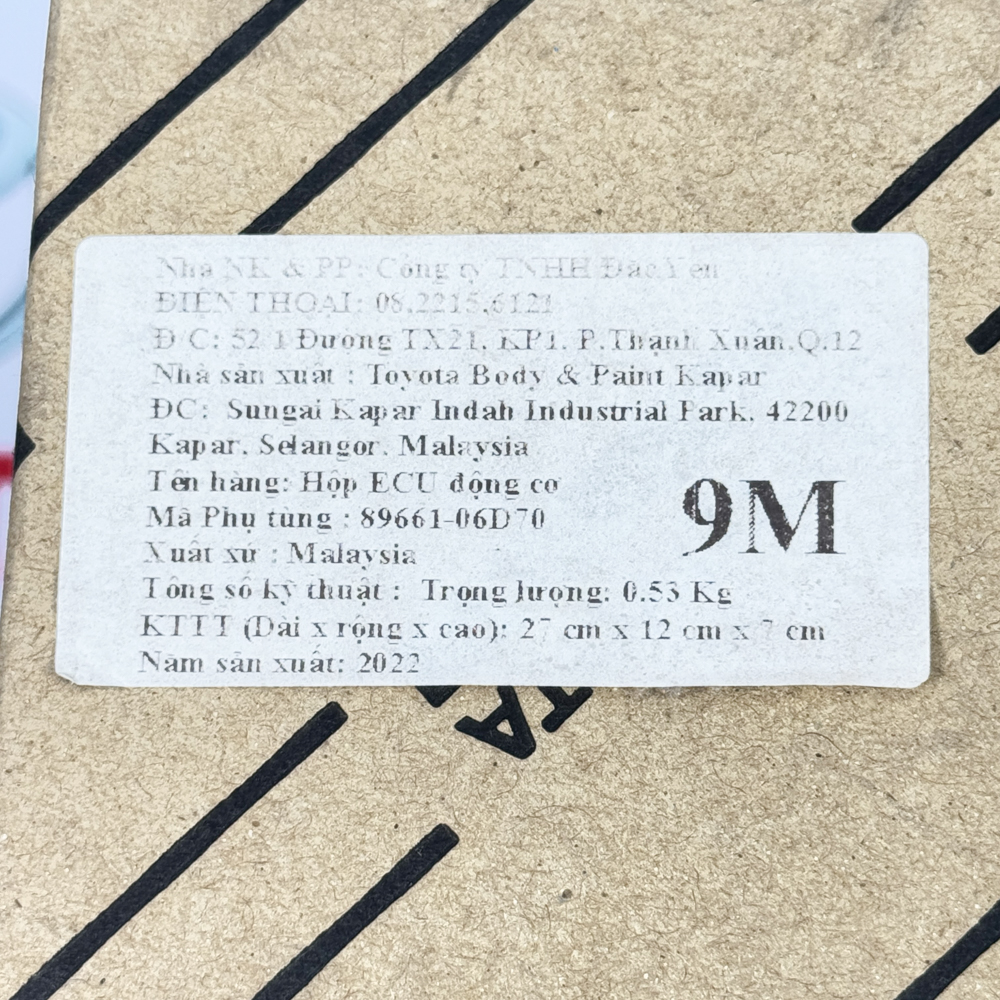 Nhà NK & PP: Công ty TNHH Đắc Yến
ĐIỆN THOẠI: 08.2215.6121
Đ/C: 52/1 Đường TX21, KP1, P.Thạnh Xuân,Q.12
Nhà sản xuất : Toyota Body & Paint Kapar
ĐC: Sungai Kapar Indah Industrial Park, 42200
Kapar, Selangor, Malaysia
Tên hàng: Hộp ECU động cơ
Mã Phụ tùng : 89661-06D70
9M
Xuất xứ : Malaysia
Tông số kỹ thuật : Trọng lượng: 0.53 Kg
KTTT (Dài x rộng x cao): 27 cm x 12 cm x 7 cm
Năm sản xuất: 2022
TA